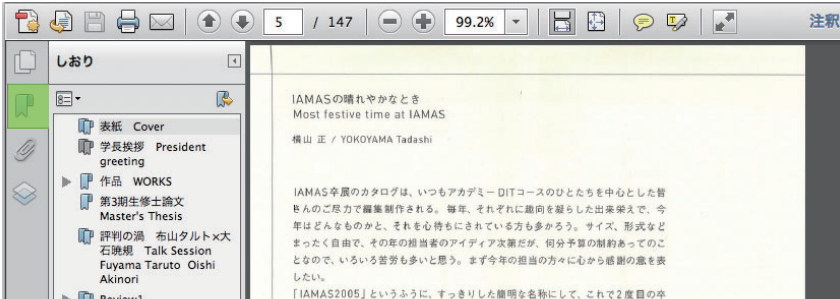 5 / 147
99.2%
注釈
しおり
表紙 Cover
学長挨拶 President
greeting
作品 WORKS
第3期生修士論文
Master's Thesis
評判の渦 布山タルト×大
石暁規 Talk Session
Fuyama Taruto Oishi
Akinori
Review1
IAMASの晴れやかなとき
Most festive time at IAMAS
横山 正 / YOKOYAMA Tadashi
IAMAS卒展のカタログは、いつもアカデミーDITコースのひとたちを中心とした皆
さんのご尽力で編集制作される。毎年、それぞれに趣向を凝らした出来栄えで、今
年はどんなものかと、それを心待ちにされている方も多かろう。サイズ、形式など
まったく自由で、その年の担当者のアイディア次第だが、何分予算の制約あってのこ
となので、いろいろ苦労も多いと思う。まず今年の担当の方々に心から感謝の意を表
したい。
「IAMAS2005」というふうに、すっきりした簡明な名称にして、これで2度目の卒